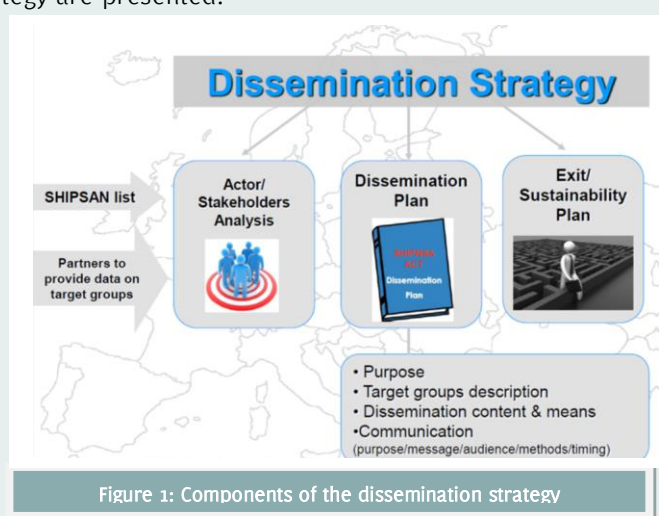 tegy are presented.
Dissemination Strategy
SHIPSAN list
Partners to
provide data on
target groups
Actor/
Stakeholders
Analysis
Dissemination
Plan
SHIPSAN
ACT
Dissemination
Plan
Exit/
Sustainability
Plan
• Purpose
• Target groups description
• Dissemination content & means
•Communication
(purpose/message/audience/methods/timing)
Figure 1: Components of the dissemination strategy